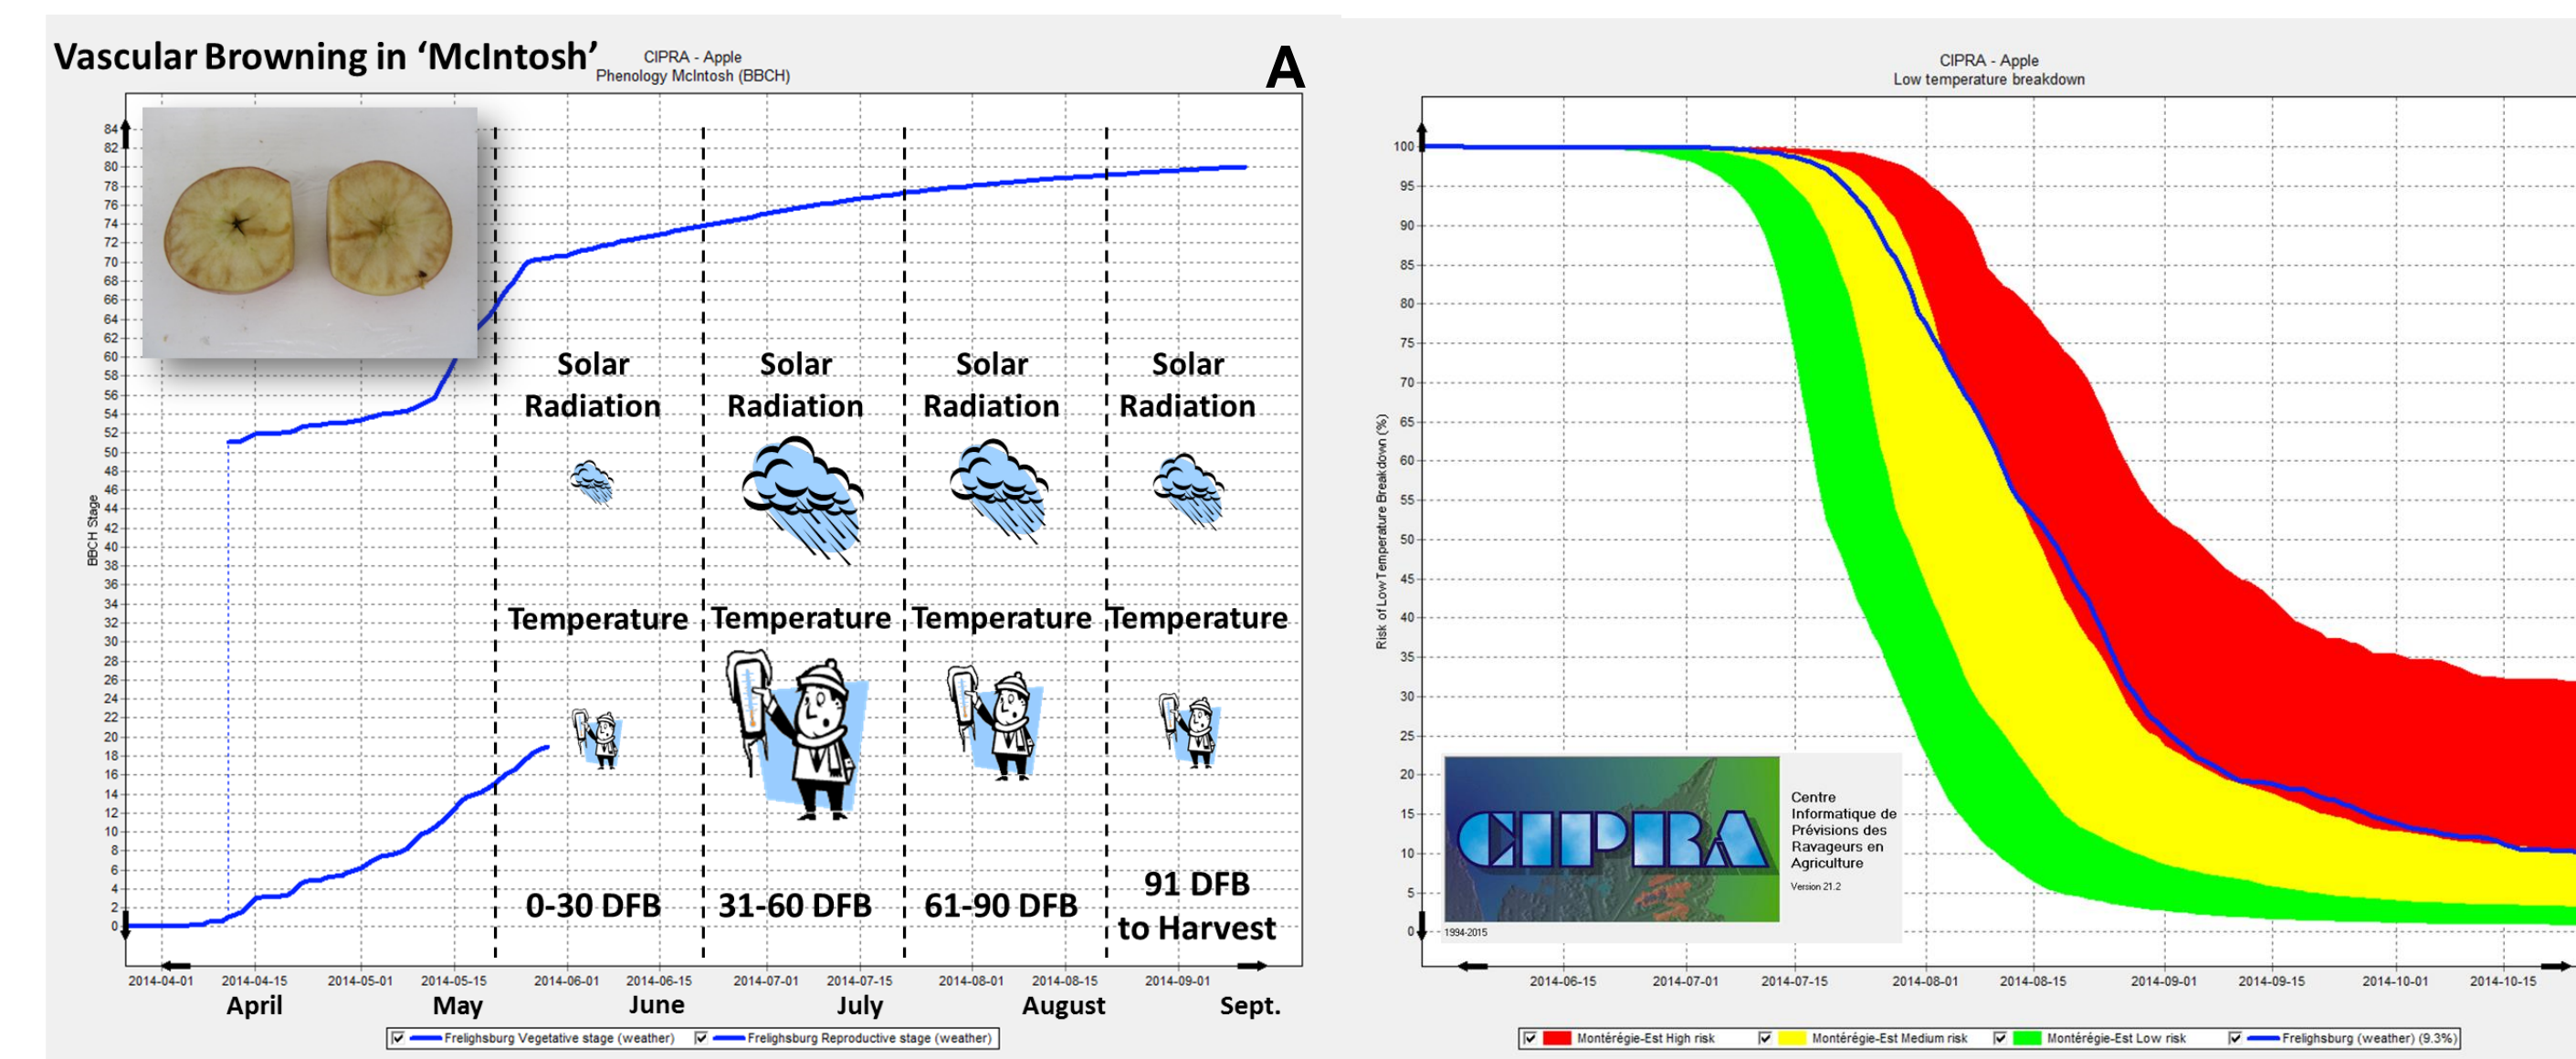 Vascular Browning in ‘McIntosh’
CIPRA - Apple
Phenology McIntosh (BBCH)
A
84
82
80
78
76
74
72
70
68
66
64
62
60
58
56
54
52
50
48
46
44
42
40
38
36
34
32
30
28
26
24
22
20
18
16
14
12
10
8
6
4
2
0
BBCH Stage
Solar Radiation
Solar Radiation
Solar Radiation
Solar Radiation
Temperature
Temperature
Temperature
Temperature
0-30 DFB
31-60 DFB
61-90 DFB
91 DFB
to Harvest
2014-04-01
2014-04-15
2014-05-01
2014-05-15
2014-06-01
2014-06-15
2014-07-01
2014-07-15
2014-08-01
2014-08-15
2014-09-01
April
May
June
July
August
Sept.
Frelighsburg Vegetative stage (weather)
Frelighsburg Reproductive stage (weather)
CIPRA - Apple
Low temperature breakdown
100
95
90
85
80
75
70
65
60
55
50
45
40
35
30
25
20
15
10
5
0
Risk of Low Temperature Breakdown (%)
CIPRA
Centre
Informatique de
Prévisions des
Ravageurs en
Agriculture
Version 21.2
1994-2015
2014-06-15
2014-07-01
2014-07-15
2014-08-01
2014-08-15
2014-09-01
2014-09-15
2014-10-01
2014-10-15
Montérégie-Est High risk
Montérégie-Est Medium risk
Montérégie-Est Low risk
Frelighsburg (weather) (9.3%)